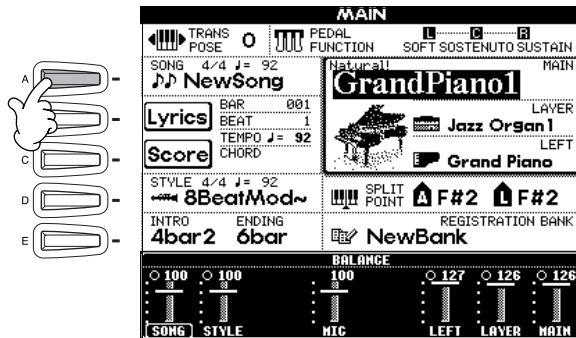 MAIN
TRANS POSE 0
PEDAL FUNCTION
L C R
SOFT SOSTENUTO SUSTAIN
SONG 4/4 ♩= 92
NewSong
Natural!
MAIN
GrandPiano1
Lyrics
BAR 001
BEAT 1
TEMPO ♩= 92
LAYER
Jazz Organ1
Score
CHORD
LEFT
Grand Piano
STYLE 4/4 ♩= 92
8BeatMod~
SPLIT POINT A F#2 L F#2
INTRO ENDING
4bar2 6bar
REGISTRATION BANK
NewBank
BALANCE
100 100 100 127 126 126
SONG STYLE MIC LEFT LAYER MAIN
A
C
D
E